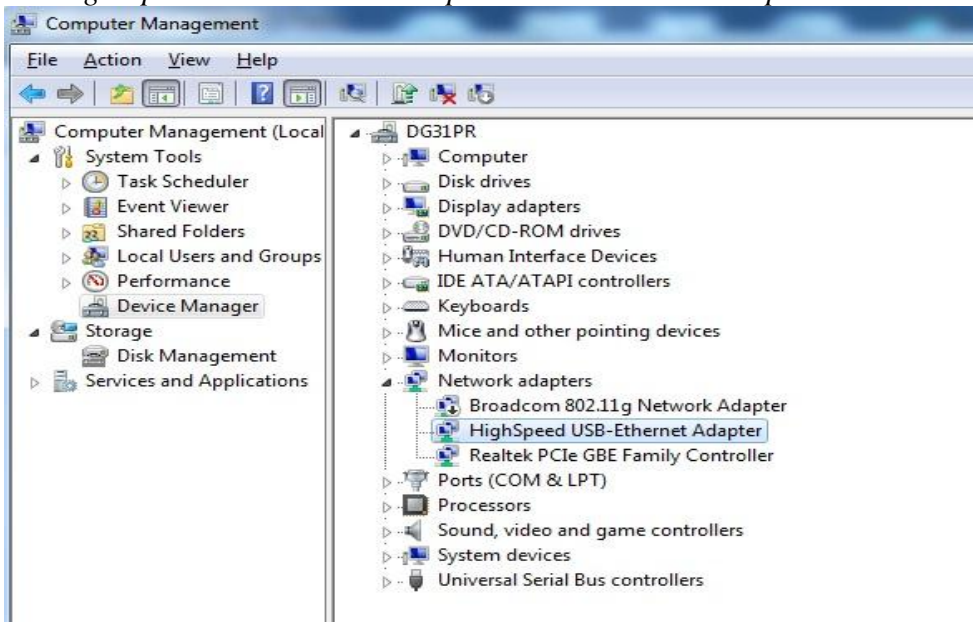 Computer Management
File Action View Help
Computer Management (Local
System Tools
Task Scheduler
Event Viewer
Shared Folders
Local Users and Groups
Performance
Device Manager
Storage
Disk Management
Services and Applications
DG31PR
Computer
Disk drives
Display adapters
DVD/CD-ROM drives
Human Interface Devices
IDE ATA/ATAPI controllers
Keyboards
Mice and other pointing devices
Monitors
Network adapters
Broadcom 802.11g Network Adapter
HighSpeed USB-Ethernet Adapter
Realtek PCIe GBE Family Controller
Ports (COM & LPT)
Processors
Sound, video and game controllers
System devices
Universal Serial Bus controllers